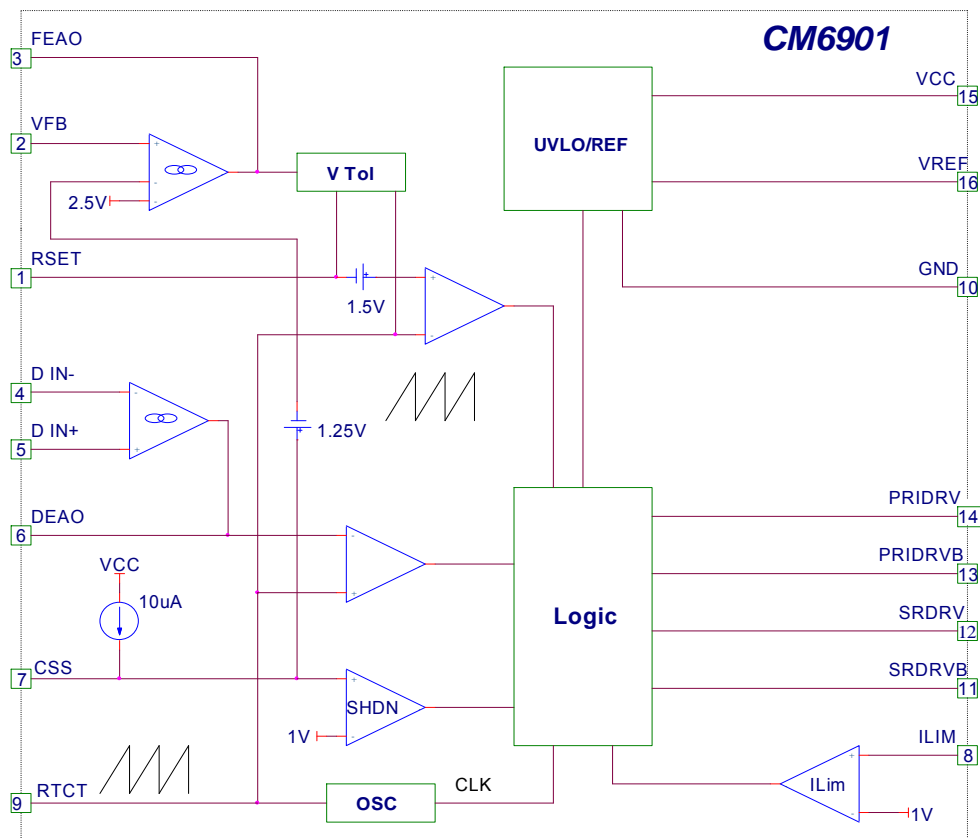 CM6901
FEAO
3
VFB
2
2.5V
+
-
-
V ToI
UVLO/REF
VCC
15
VREF
16
GND
10
RSET
1
1.5V
+
+
-
D IN-
4
D IN+
5
-
+
1.25V
+
DEAO
6
-
+
VCC
10uA
CSS
7
+
SHDN
1V
-
Logic
PRIDRV
14
PRIDRVB
13
SRDRV
12
SRDRVB
11
ILIM
8
+
ILim
-
1V
RTCT
9
OSC
CLK